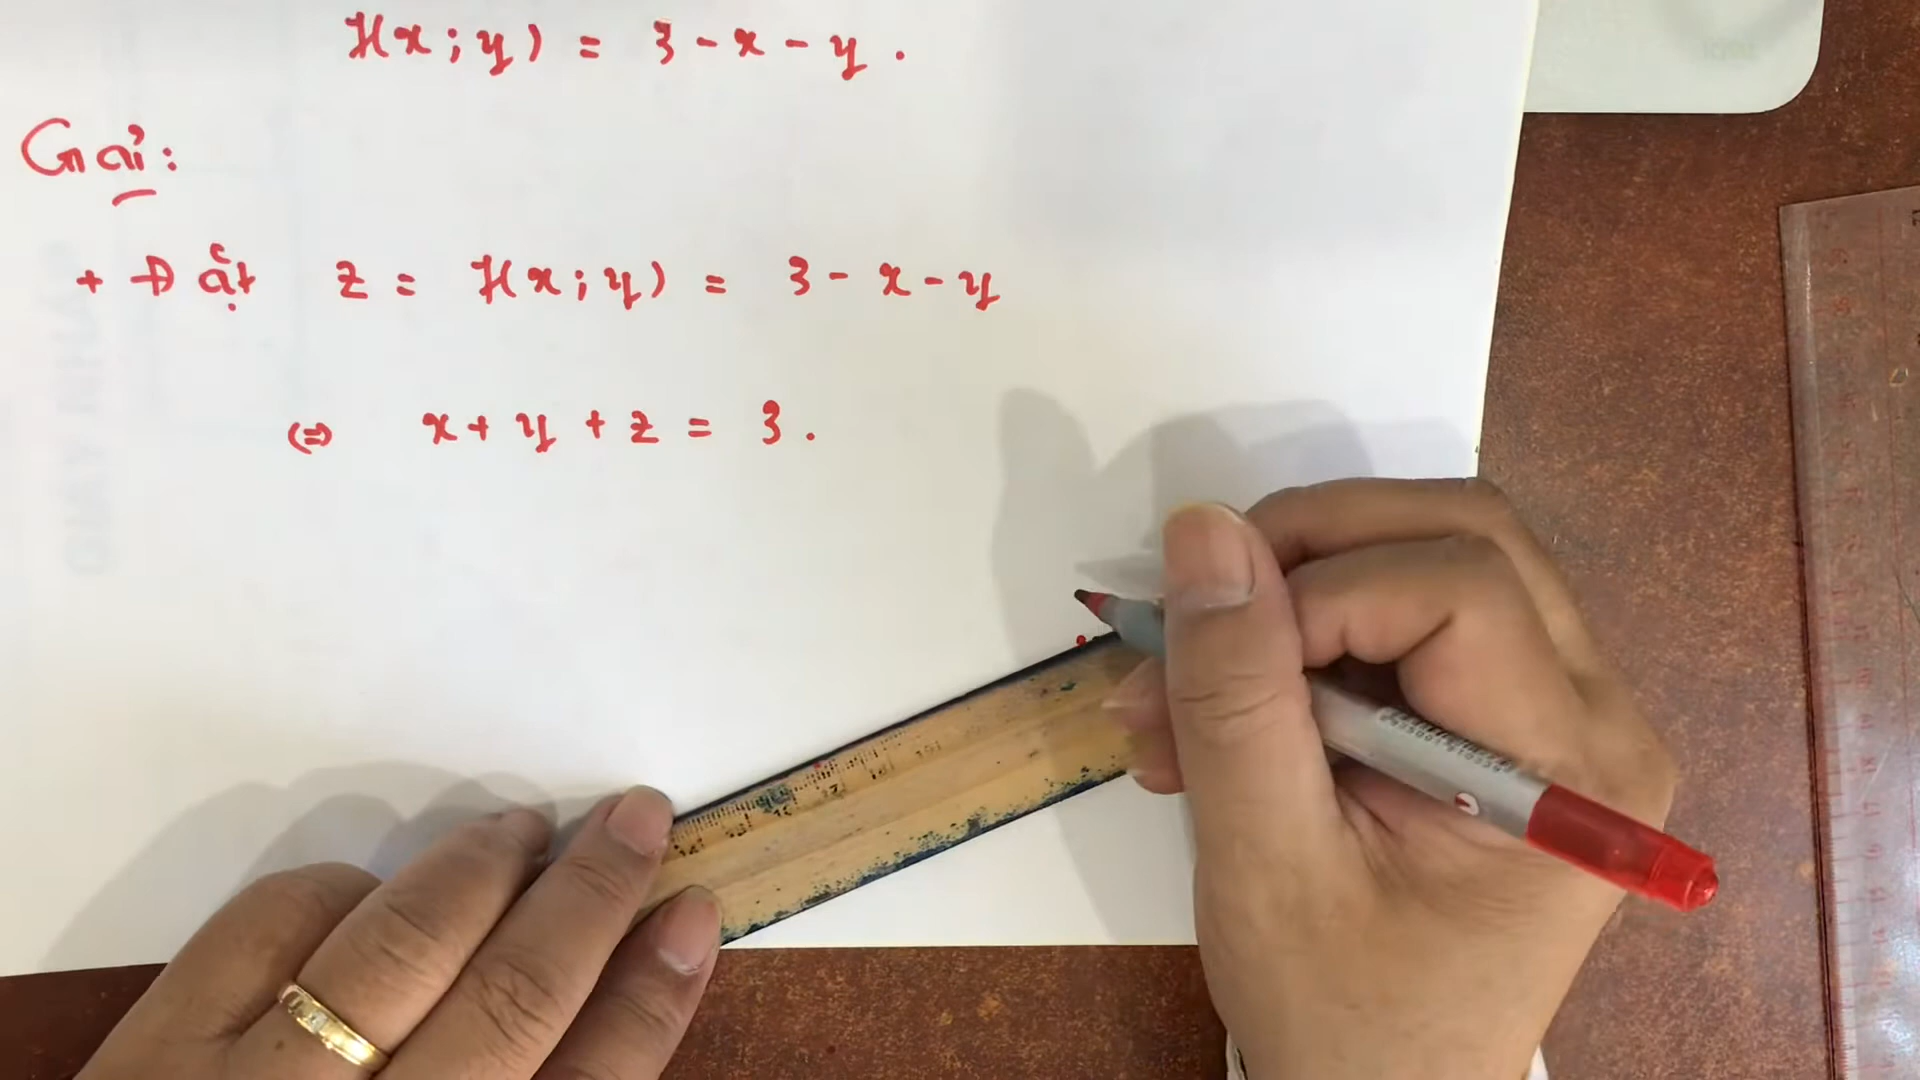 f(x;y) = 3-x-y.
Giải:
+ Đặt z = f(x;y) = 3-x-y
⇔ x+y+z = 3.